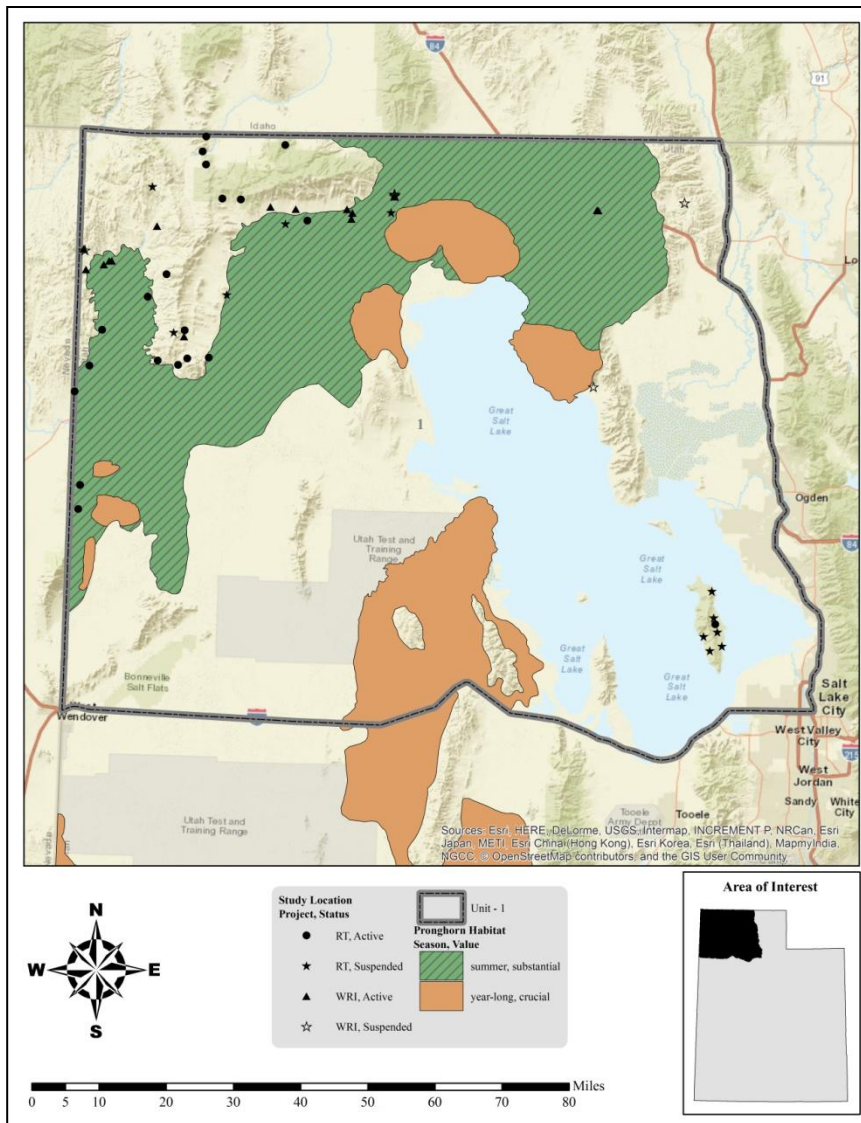 84
91
Idaho
Utah
Nevada
Utah
Lo
Great
Salt
Lake
1
Ogden
84
Utah Test and
Training
Range
Great
Salt
Lake
Great
Salt
Lake
Great
Salt
Lake
Bonneville
Salt Flats
Wendover
Salt
Lake
City
West Valley
City
215
West
Jordan
Sandy
White
City
Utah Test and
Training Range
Tooele
Army Depot
Tooele
Nevada
Sources: Esri, HERE, DeLorme, USGS, Intermap, INCREMENT P, NRCan, Esri
Japan, METI, Esri China (Hong Kong), Esri Korea, Esri (Thailand), MapmyIndia,
NGCC, © OpenStreetMap contributors, and the GIS User Community
N
W E
S
Study Location
Project, Status
RT, Active
RT, Suspended
WRI, Active
WRI, Suspended
Unit - 1
Pronghorn Habitat
Season, Value
summer, substantial
year-long, crucial
Area of Interest
Miles
0 5 10 20 30 40 50 60 70 80